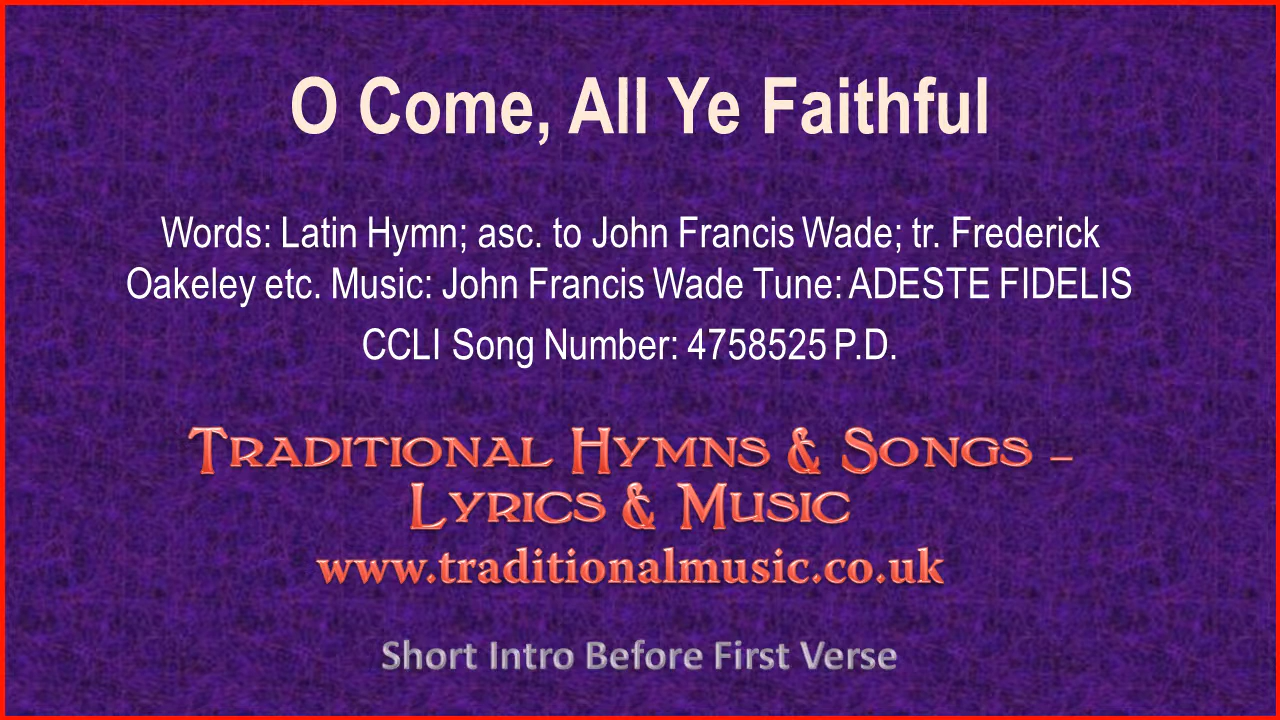 O Come, All Ye Faithful
Words: Latin Hymn; asc. to John Francis Wade; tr. Frederick
Oakeley etc. Music: John Francis Wade Tune: ADESTE FIDELIS
CCLI Song Number: 4758525 P.D.
Traditional Hymns & Songs –
Lyrics & Music
www.traditionalmusic.co.uk
Short Intro Before First Verse